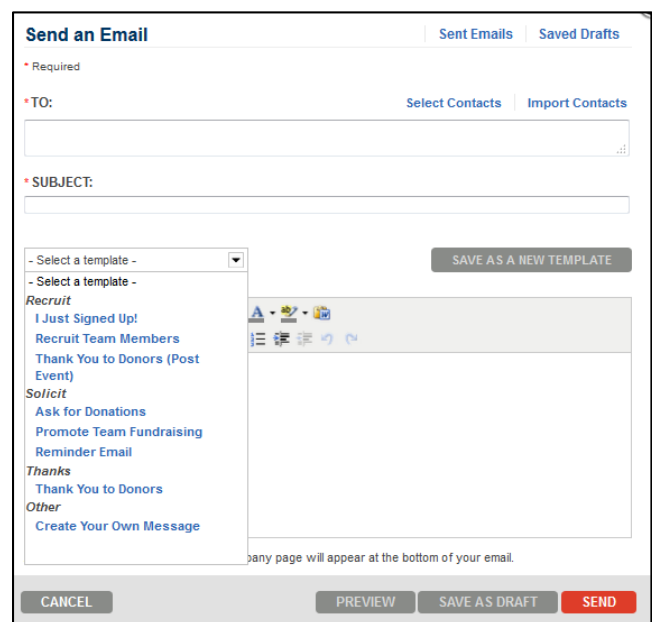 Send an Email Sent Emails Saved Drafts
* Required
* TO: Select Contacts Import Contacts
* SUBJECT:
- Select a template - SAVE AS A NEW TEMPLATE
- Select a template -
Recruit
I Just Signed Up!
Recruit Team Members
Thank You to Donors (Post
Event)
Solicit
Ask for Donations
Promote Team Fundraising
Reminder Email
Thanks
Thank You to Donors
Other
Create Your Own Message
page will appear at the bottom of your email.
CANCEL PREVIEW SAVE AS DRAFT SEND